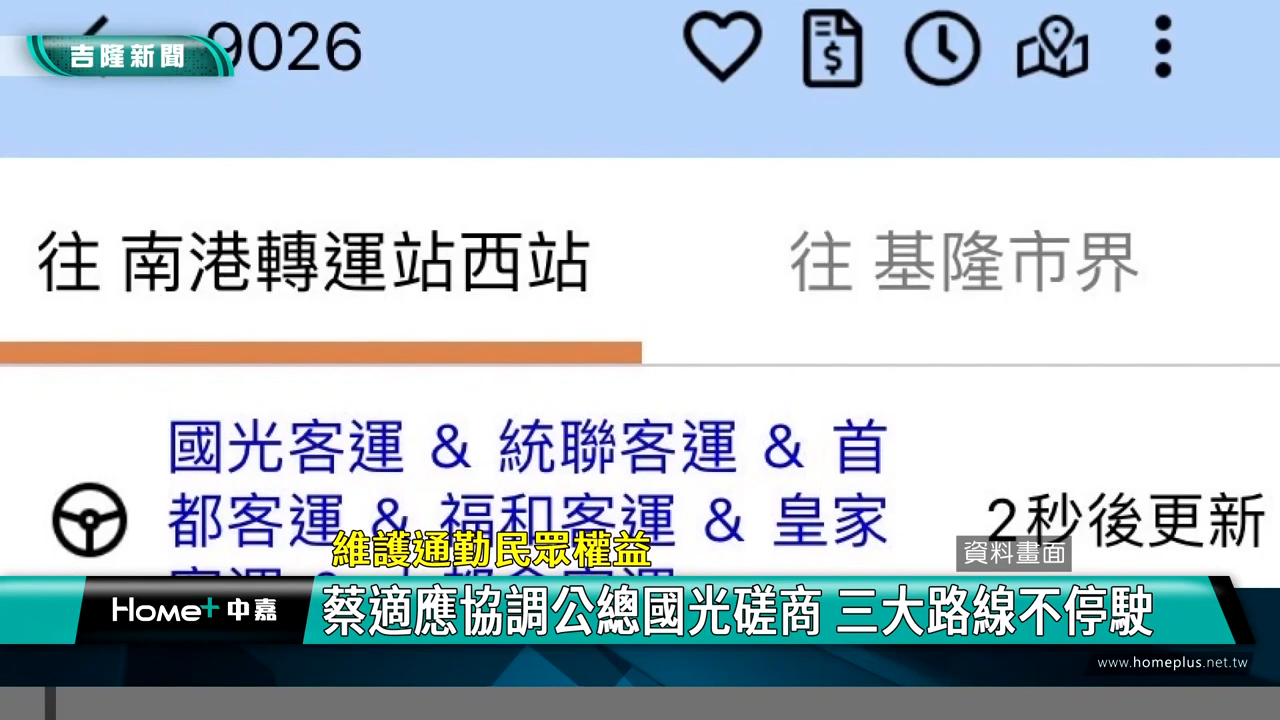 吉隆新聞
9026
往 南港轉運站西站
往 基隆市界
國光客運 & 統聯客運 & 首
都客運 & 福和客運 & 皇家
2秒後更新
維護通勤民眾權益
資料畫面
Home+ 中嘉
蔡適應協調公總國光磋商 三大路線不停駛
www.homeplus.net.tw